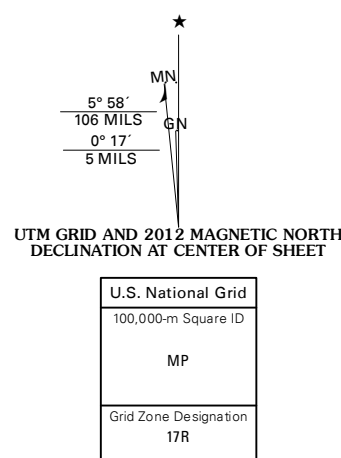 MN
5° 58´
106 MILS
GN
0° 17´
5 MILS
UTM GRID AND 2012 MAGNETIC NORTH
DECLINATION AT CENTER OF SHEET
U.S. National Grid
100,000-m Square ID
MP
Grid Zone Designation
17R